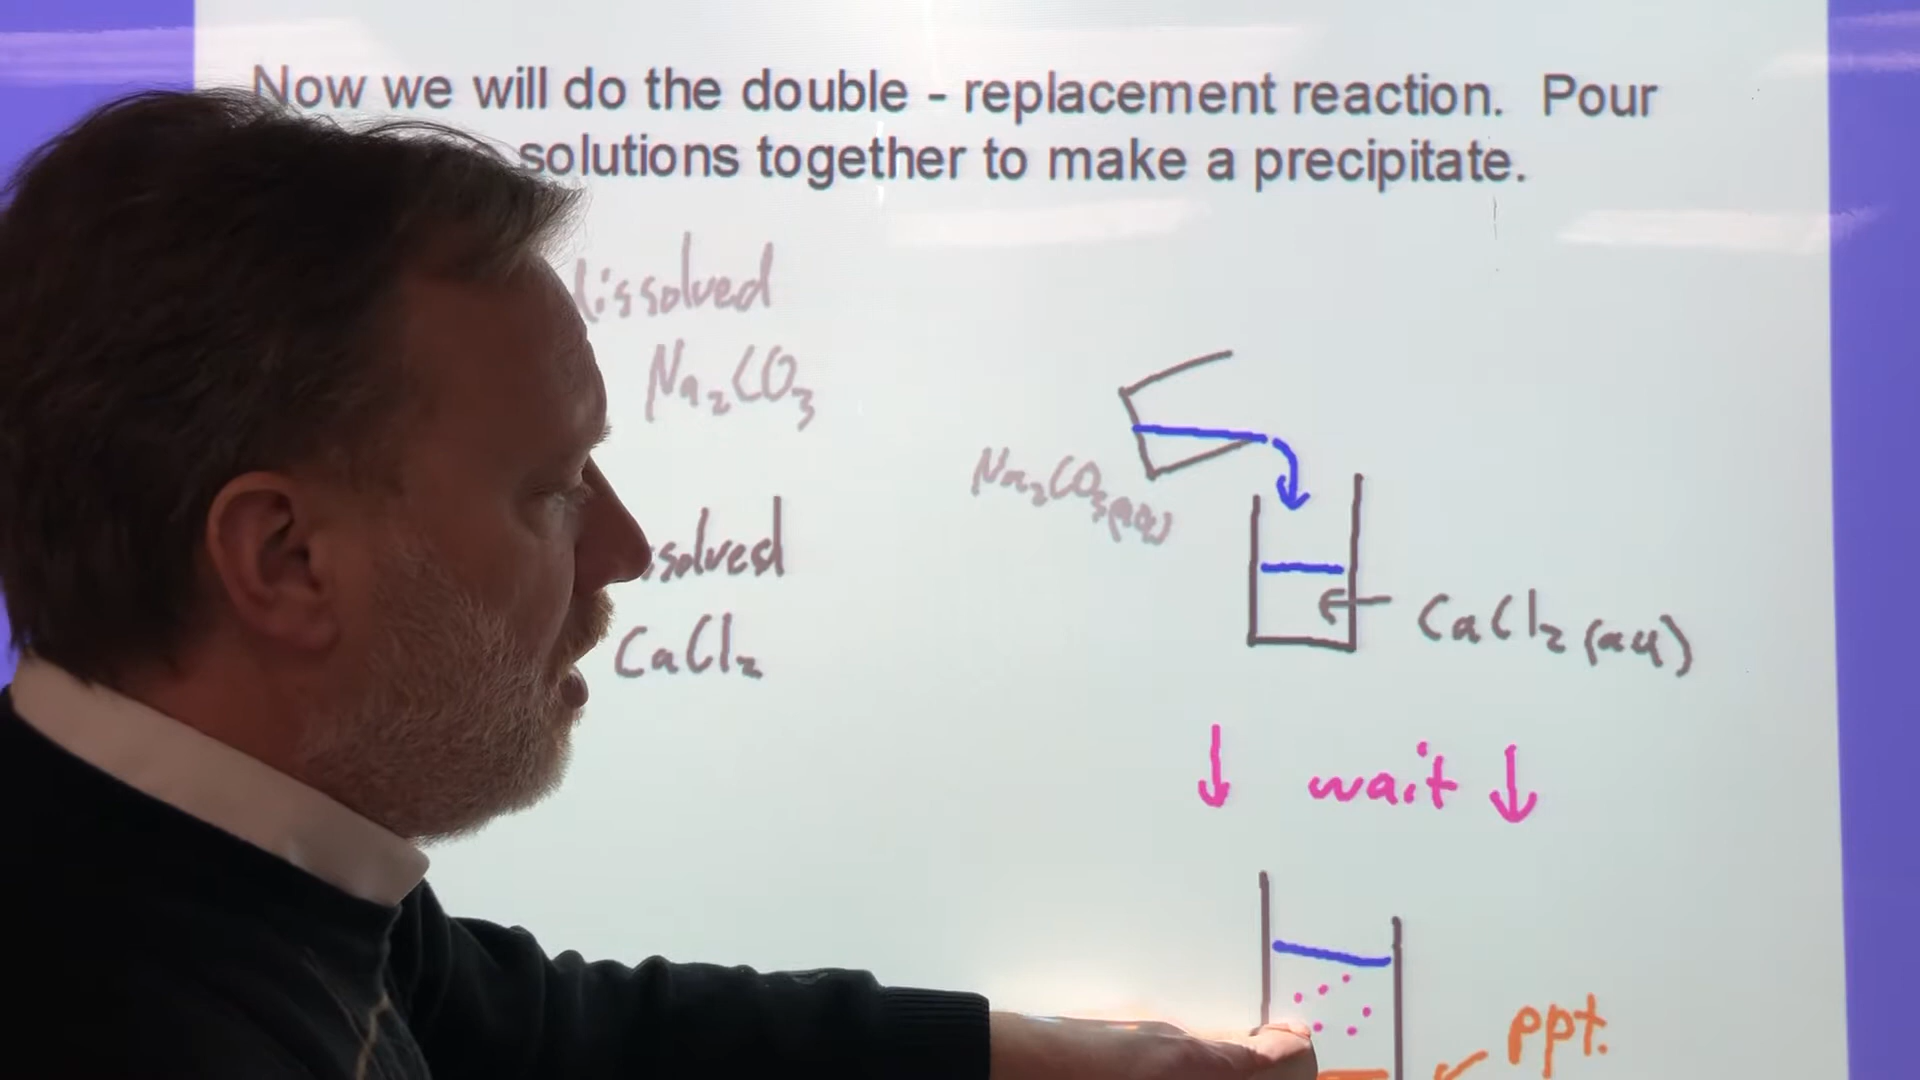 Now we will do the double - replacement reaction. Pour
solutions together to make a precipitate.
dissolved
Na₂CO₃
Na₂CO₃(aq)
solved
CaCl₂
CaCl₂(aq)
↓ wait ↓
ppt.